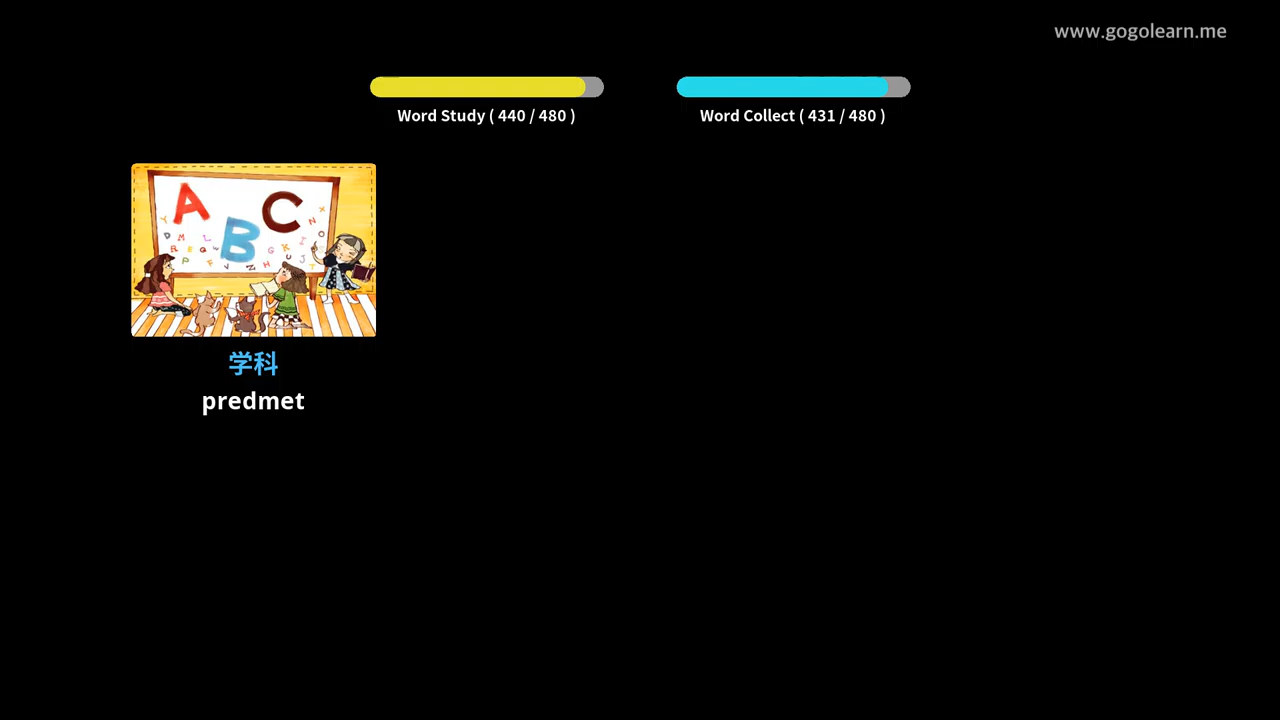 www.gogolearn.me
Word Study ( 440 / 480 )
Word Collect ( 431 / 480 )
A
B
C
学科
predmet